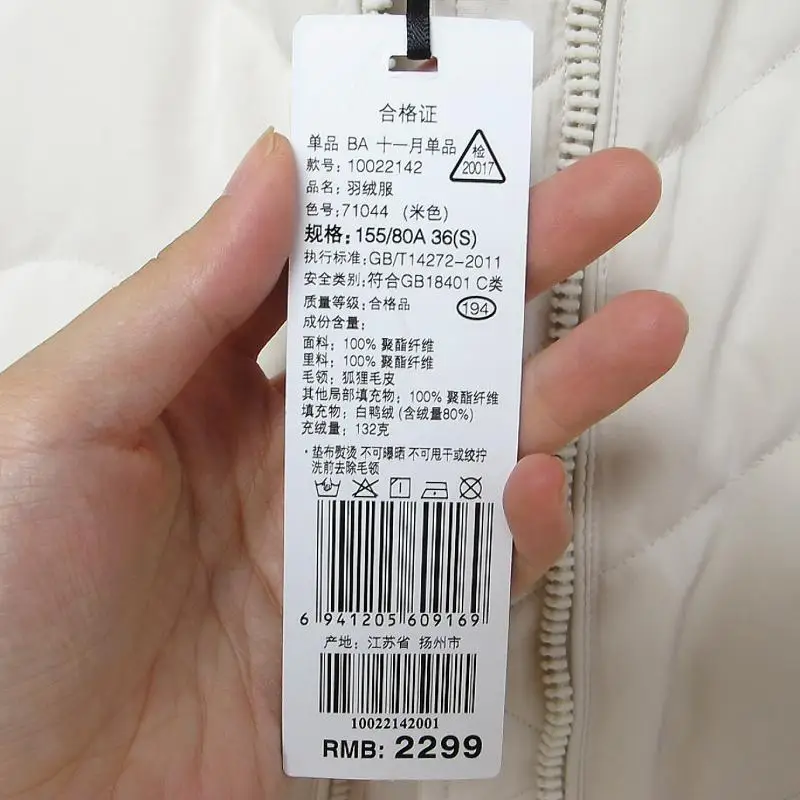 合格证
单品 BA 十一月单品
检
20017
款号: 10022142
品名: 羽绒服
色号:71044 (米色)
规格: 155/80A 36(S)
执行标准: GB/T14272-2011
安全类别: 符合GB18401 C类
质量等级: 合格品
194
成份含量:
面料: 100% 聚酯纤维
里料: 100% 聚酯纤维
毛领: 狐狸毛皮
其他局部填充物: 100% 聚酯纤维
填充物: 白鸭绒 (含绒量80%)
充绒量: 132克
·垫布熨烫 不可曝晒 不可甩干或绞拧
洗前去除毛领
6 941205 609169
产地: 江苏省 扬州市
10022142001
RMB: 2299